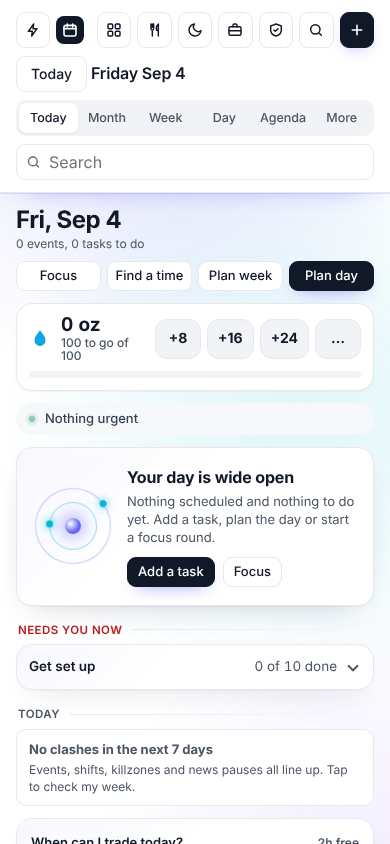 Today Friday Sep 4
Today Month Week Day Agenda More
Search
Fri, Sep 4
0 events, 0 tasks to do
Focus Find a time Plan week Plan day
0 oz
100 to go of
100
+8 +16 +24 ...
Nothing urgent
Your day is wide open
Nothing scheduled and nothing to do
yet. Add a task, plan the day or start
a focus round.
Add a task Focus
NEEDS YOU NOW
Get set up 0 of 10 done
TODAY
No clashes in the next 7 days
Events, shifts, killzones and news pauses all line up. Tap
to check my week.
When can I trade today? 2h free